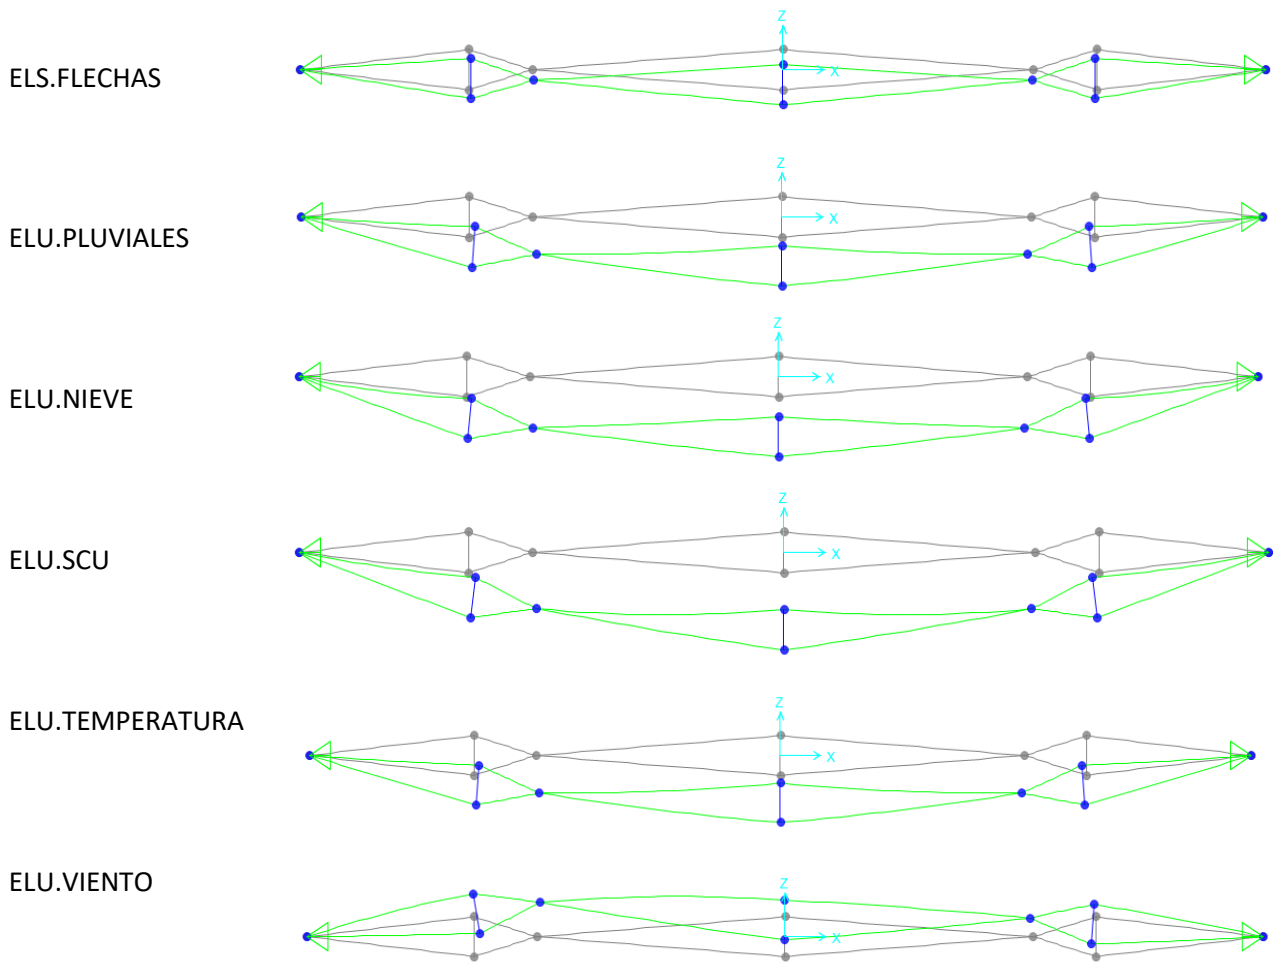 Z
ELS.FLECHAS
X
Z
ELU.PLUVIALES
X
Z
ELU.NIEVE
X
Z
ELU.SCU
X
Z
ELU.TEMPERATURA
X
Z
ELU.VIENTO
X